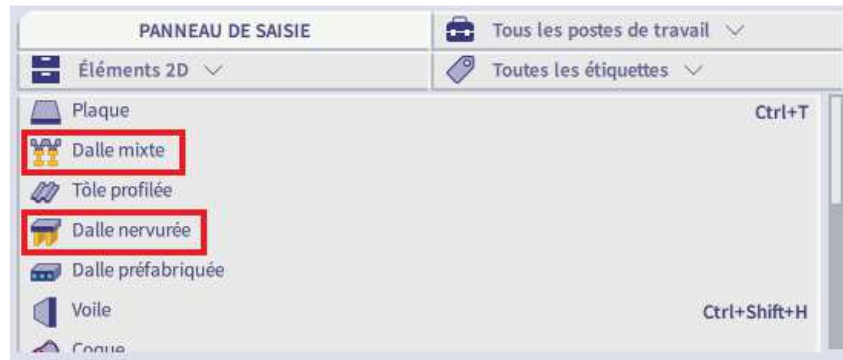 PANNEAU DE SAISIE
Tous les postes de travail
Éléments 2D
Toutes les étiquettes
Plaque Ctrl+T
Dalle mixte
Tôle profilée
Dalle nervurée
Dalle préfabriquée
Voile Ctrl+Shift+H
Coque